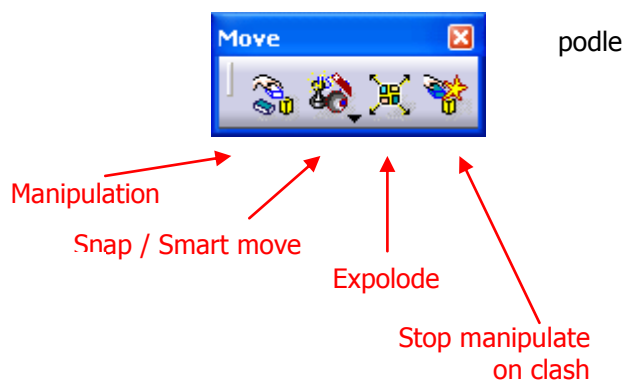 Move
podle
Manipulation
Snap / Smart move
Expolode
Stop manipulate
on clash